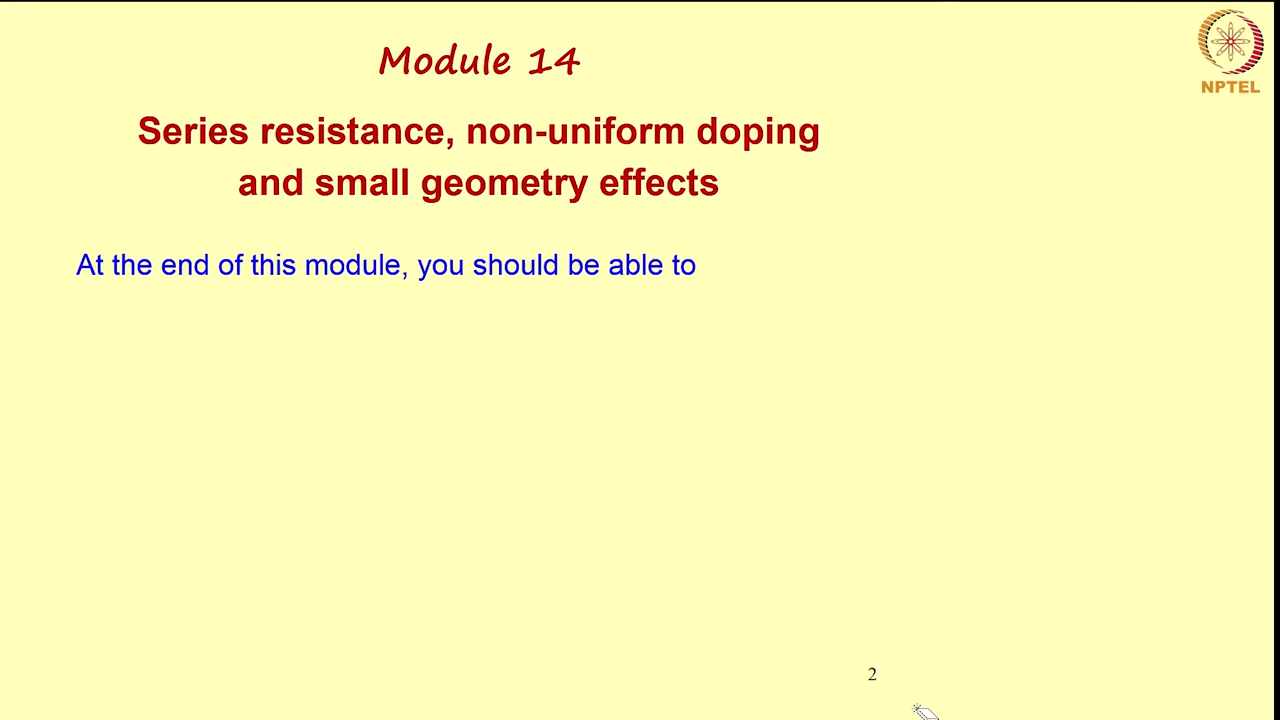 Module 14
NPTEL
Series resistance, non-uniform doping
and small geometry effects
At the end of this module, you should be able to
2